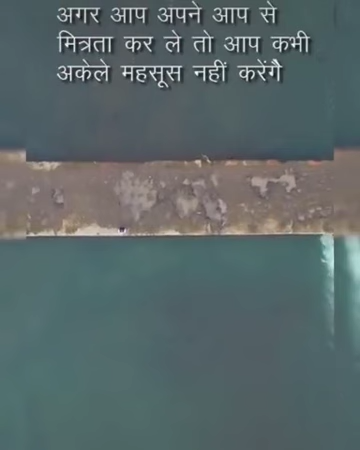 अगर आप अपने आप से
मित्रता कर ले तो आप कभी
अकेले महसूस नहीं करेंगेै